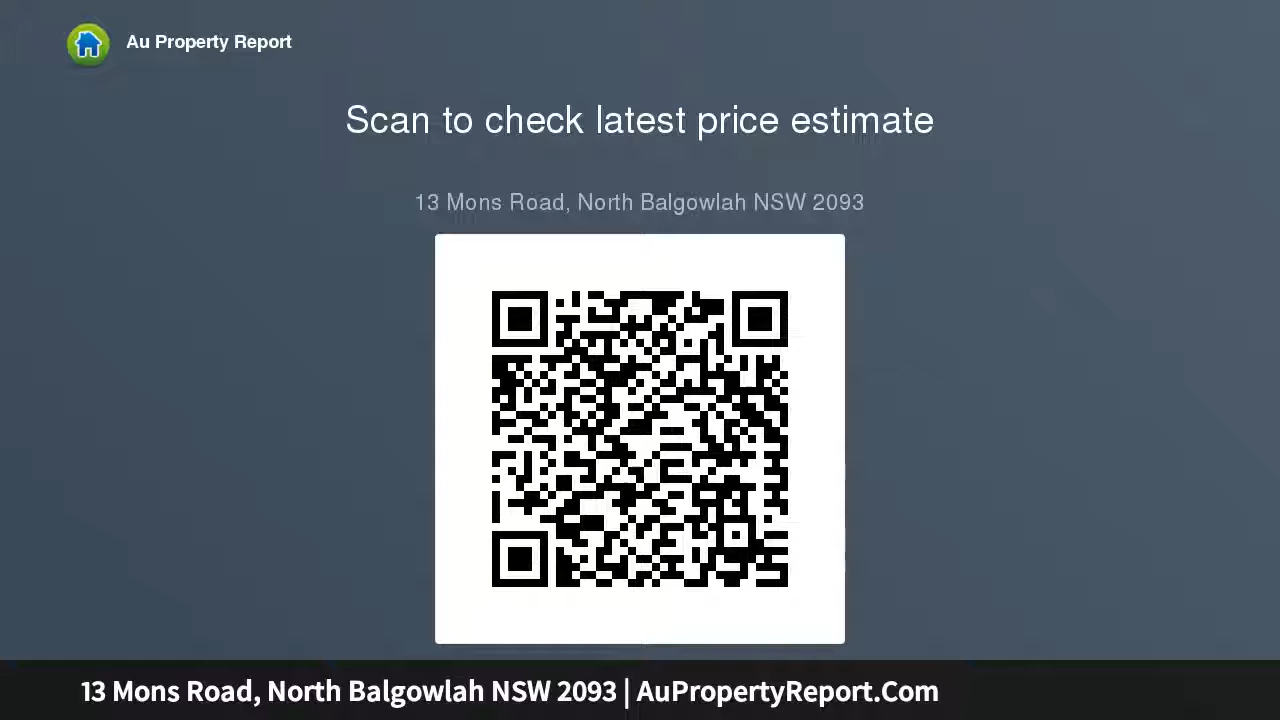 Au Property Report
Scan to check latest price estimate
13 Mons Road, North Balgowlah NSW 2093
13 Mons Road, North Balgowlah NSW 2093 | AuPropertyReport.Com